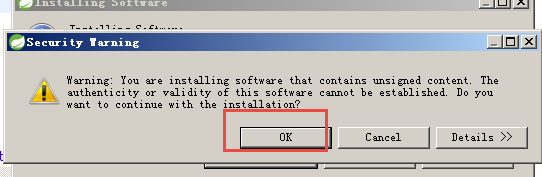 Installing Software
Security Warning
Warning: You are installing software that contains unsigned content. The
authenticity or validity of this software cannot be established. Do you
want to continue with the installation?
OK
Cancel
Details >>